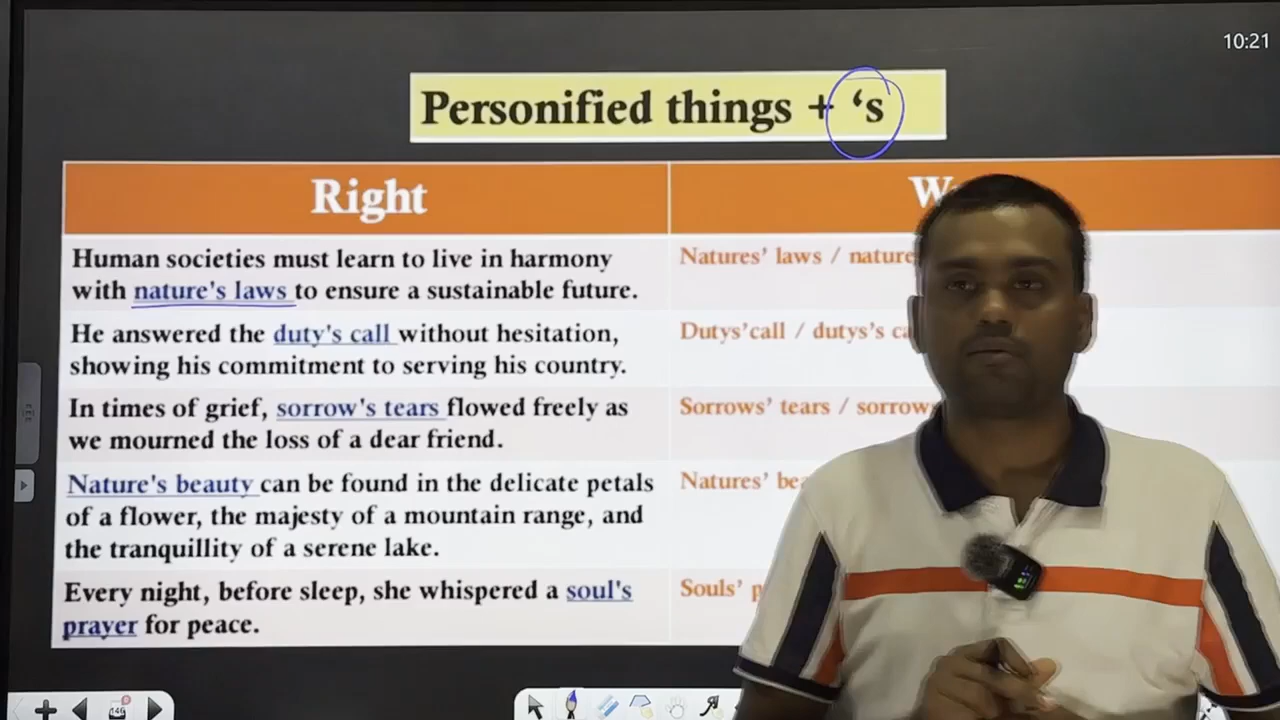 10:21
Personified things + ‘s
Right
Human societies must learn to live in harmony
with nature's laws to ensure a sustainable future.
Natures’ laws / nature
He answered the duty's call without hesitation,
showing his commitment to serving his country.
Dutys’call / dutys’s
In times of grief, sorrow's tears flowed freely as
we mourned the loss of a dear friend.
Sorrows’ tears /
Nature's beauty can be found in the delicate petals
of a flower, the majesty of a mountain range, and
the tranquillity of a serene lake.
Natures’
Every night, before sleep, she whispered a soul's
prayer for peace.
Souls’
146